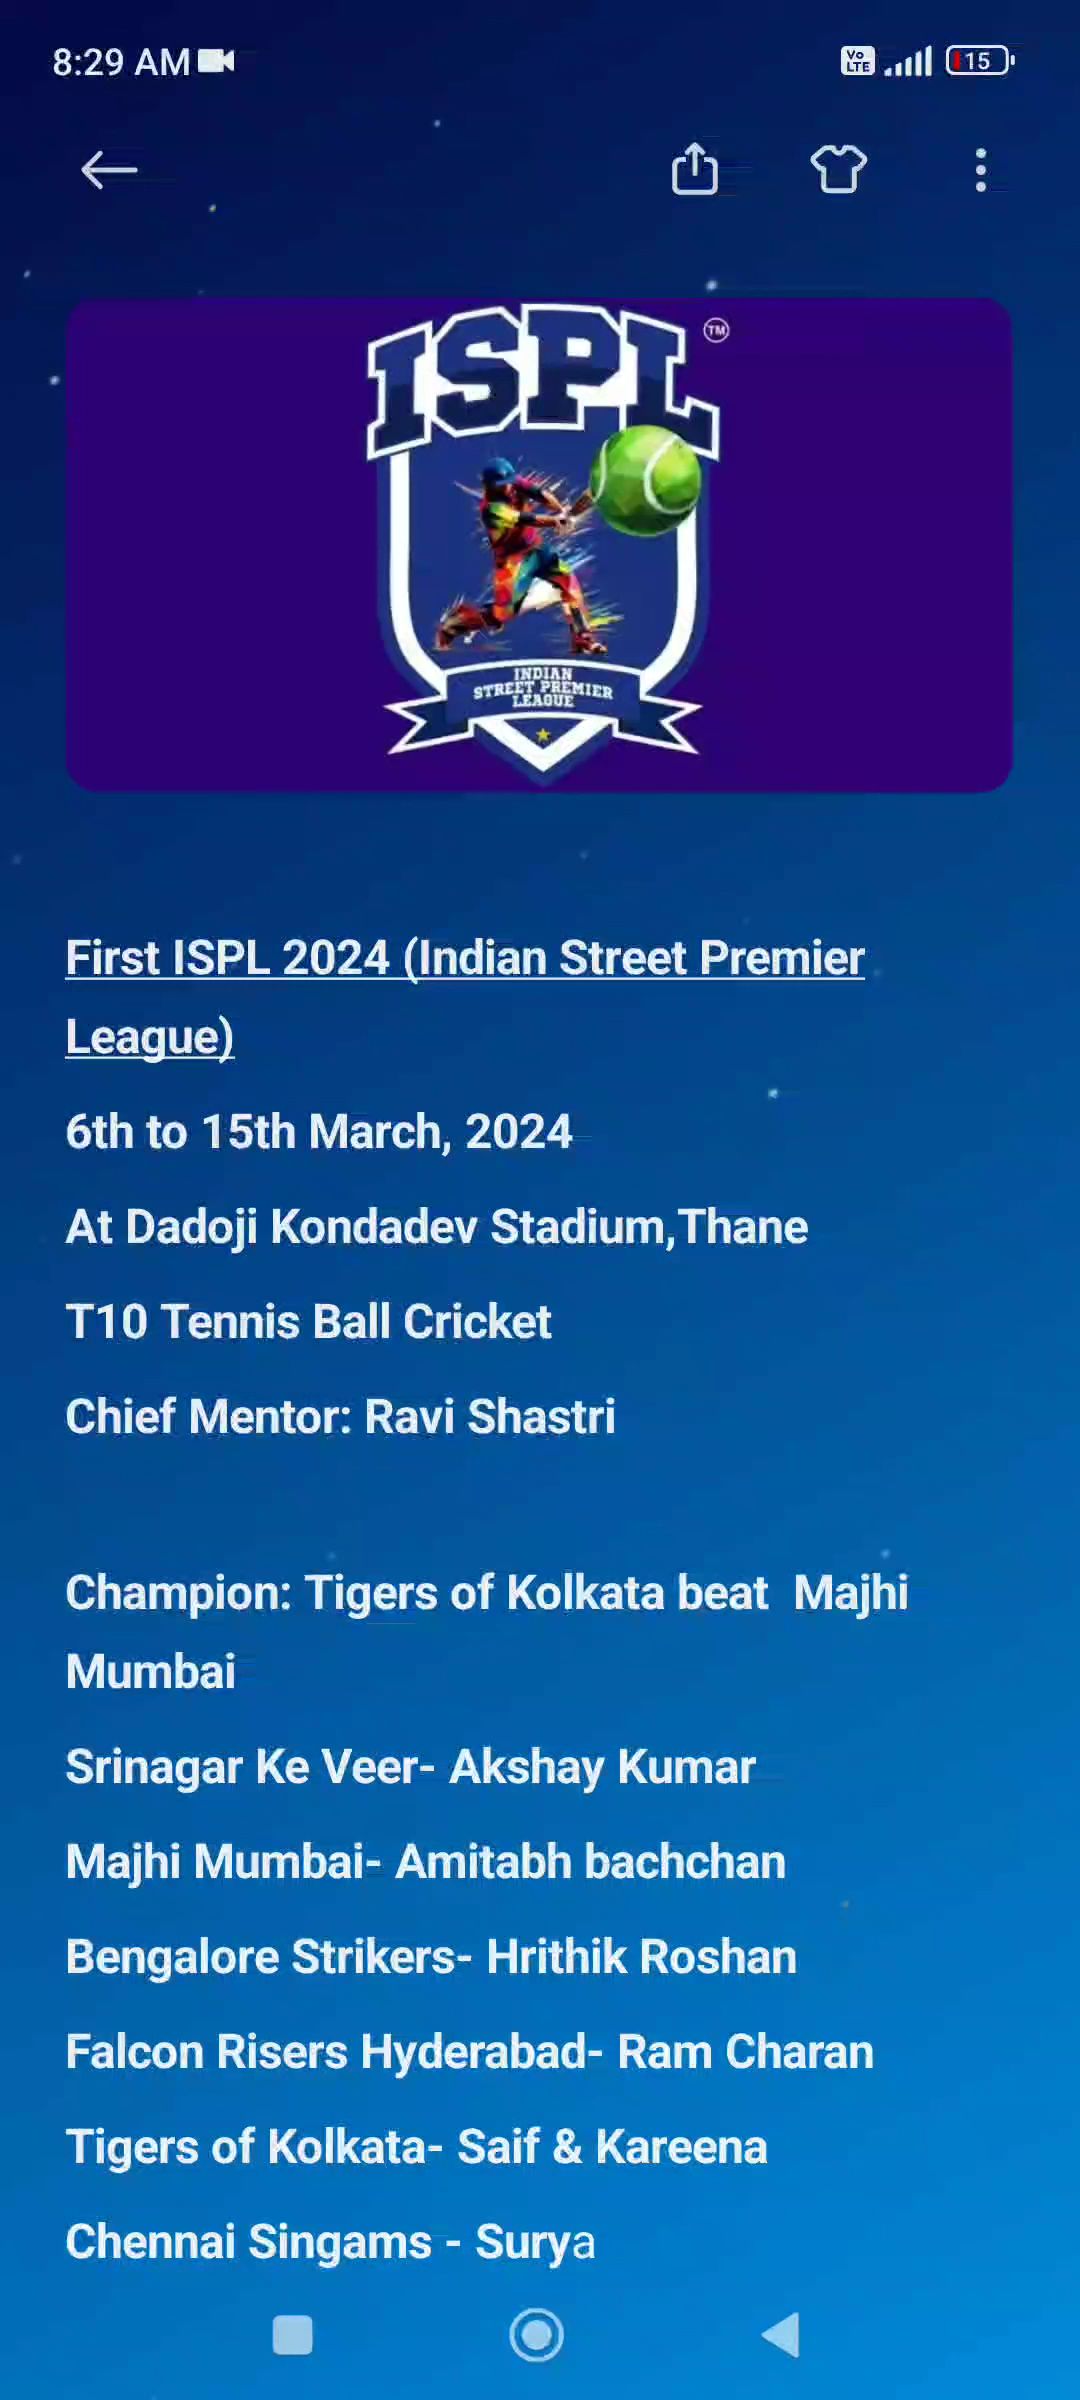 8:29 AM
Vo
LTE
15
ISPL
TM
INDIAN
STREET PREMIER
LEAGUE
First ISPL 2024 (Indian Street Premier
League)
6th to 15th March, 2024
At Dadoji Kondadev Stadium,Thane
T10 Tennis Ball Cricket
Chief Mentor: Ravi Shastri
Champion: Tigers of Kolkata beat  Majhi
Mumbai
Srinagar Ke Veer- Akshay Kumar
Majhi Mumbai- Amitabh bachchan
Bengalore Strikers- Hrithik Roshan
Falcon Risers Hyderabad- Ram Charan
Tigers of Kolkata- Saif & Kareena
Chennai Singams - Surya